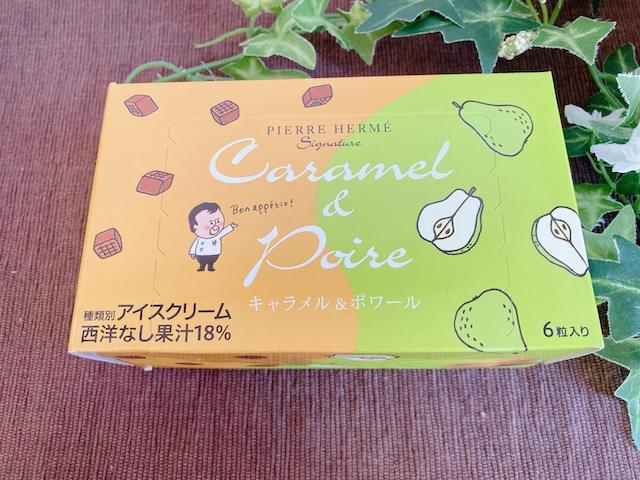 PIERRE HERMÉ
Signature
Caramel
&
Poire
Bon appétit!
キャラメル&ポワール
種類別 アイスクリーム
西洋なし果汁18%
6粒入り